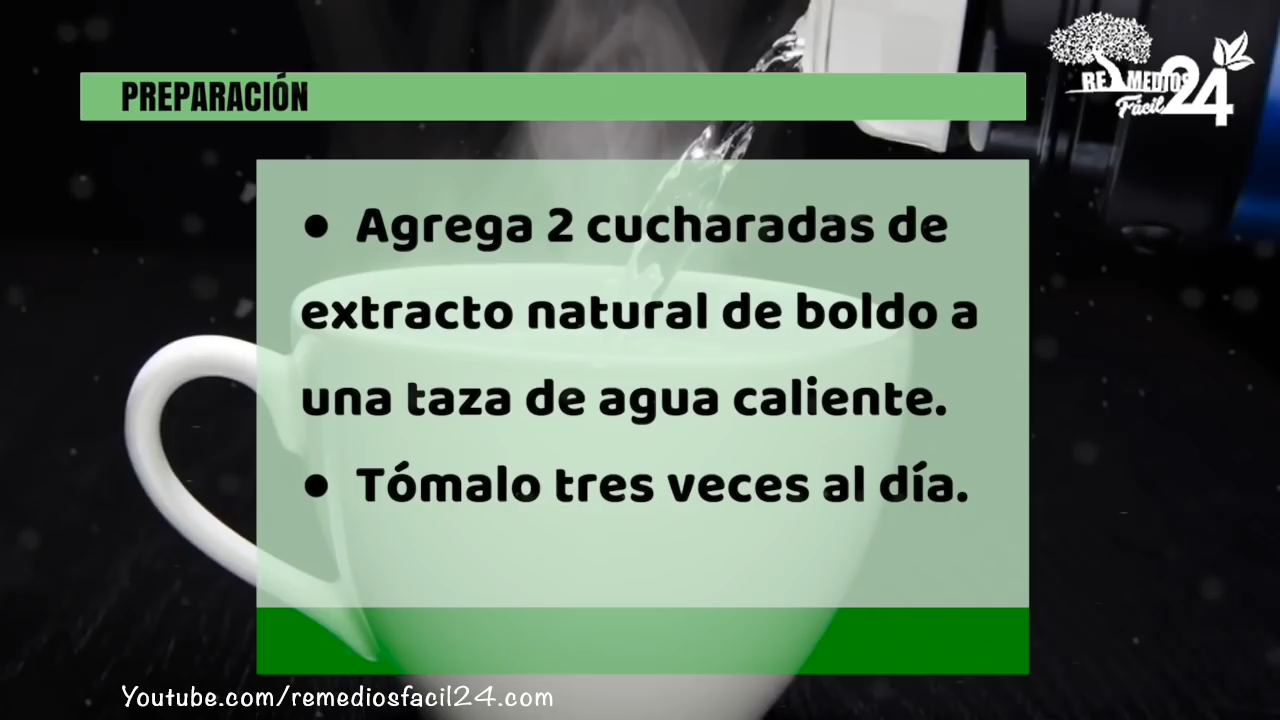 PREPARACIÓN
REMEDIOS
Fácil 24
● Agrega 2 cucharadas de
extracto natural de boldo a
una taza de agua caliente.
● Tómalo tres veces al día.
Youtube.com/remediosfacil24.com